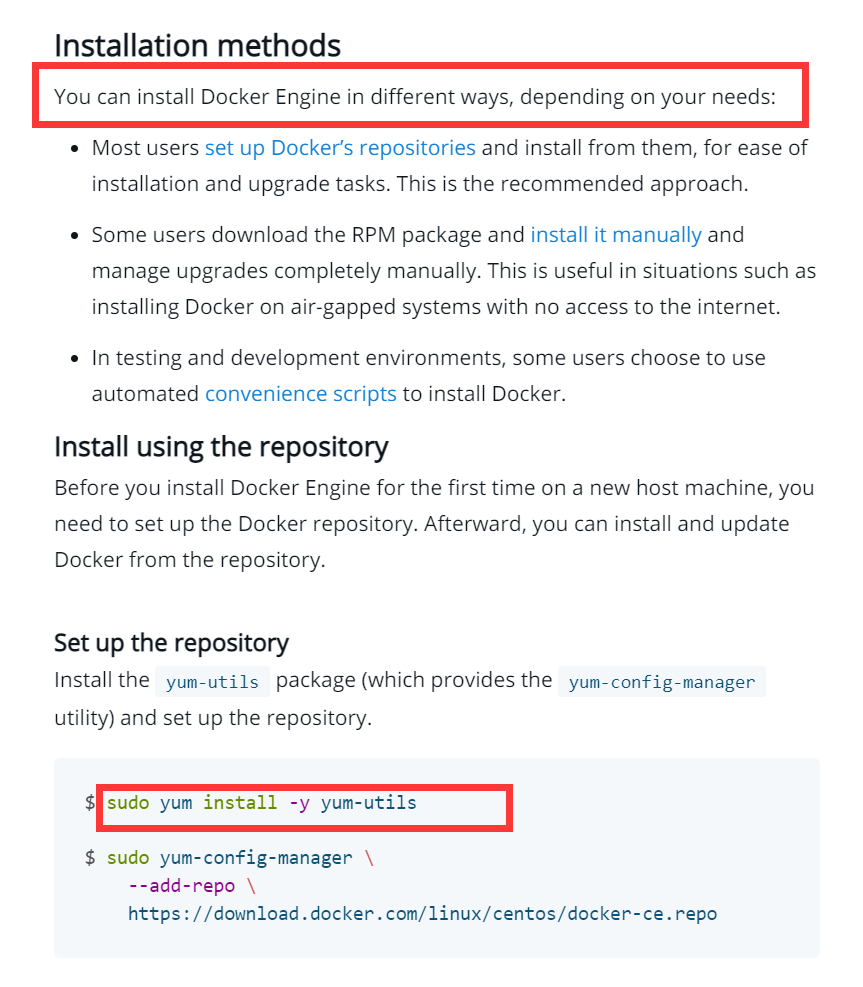 Installation methods
You can install Docker Engine in different ways, depending on your needs:
• Most users set up Docker’s repositories and install from them, for ease of
installation and upgrade tasks. This is the recommended approach.
• Some users download the RPM package and install it manually and
manage upgrades completely manually. This is useful in situations such as
installing Docker on air-gapped systems with no access to the internet.
• In testing and development environments, some users choose to use
automated convenience scripts to install Docker.
Install using the repository
Before you install Docker Engine for the first time on a new host machine, you
need to set up the Docker repository. Afterward, you can install and update
Docker from the repository.
Set up the repository
Install the yum-utils package (which provides the yum-config-manager
utility) and set up the repository.
$ sudo yum install -y yum-utils
$ sudo yum-config-manager \
--add-repo \
https://download.docker.com/linux/centos/docker-ce.repo